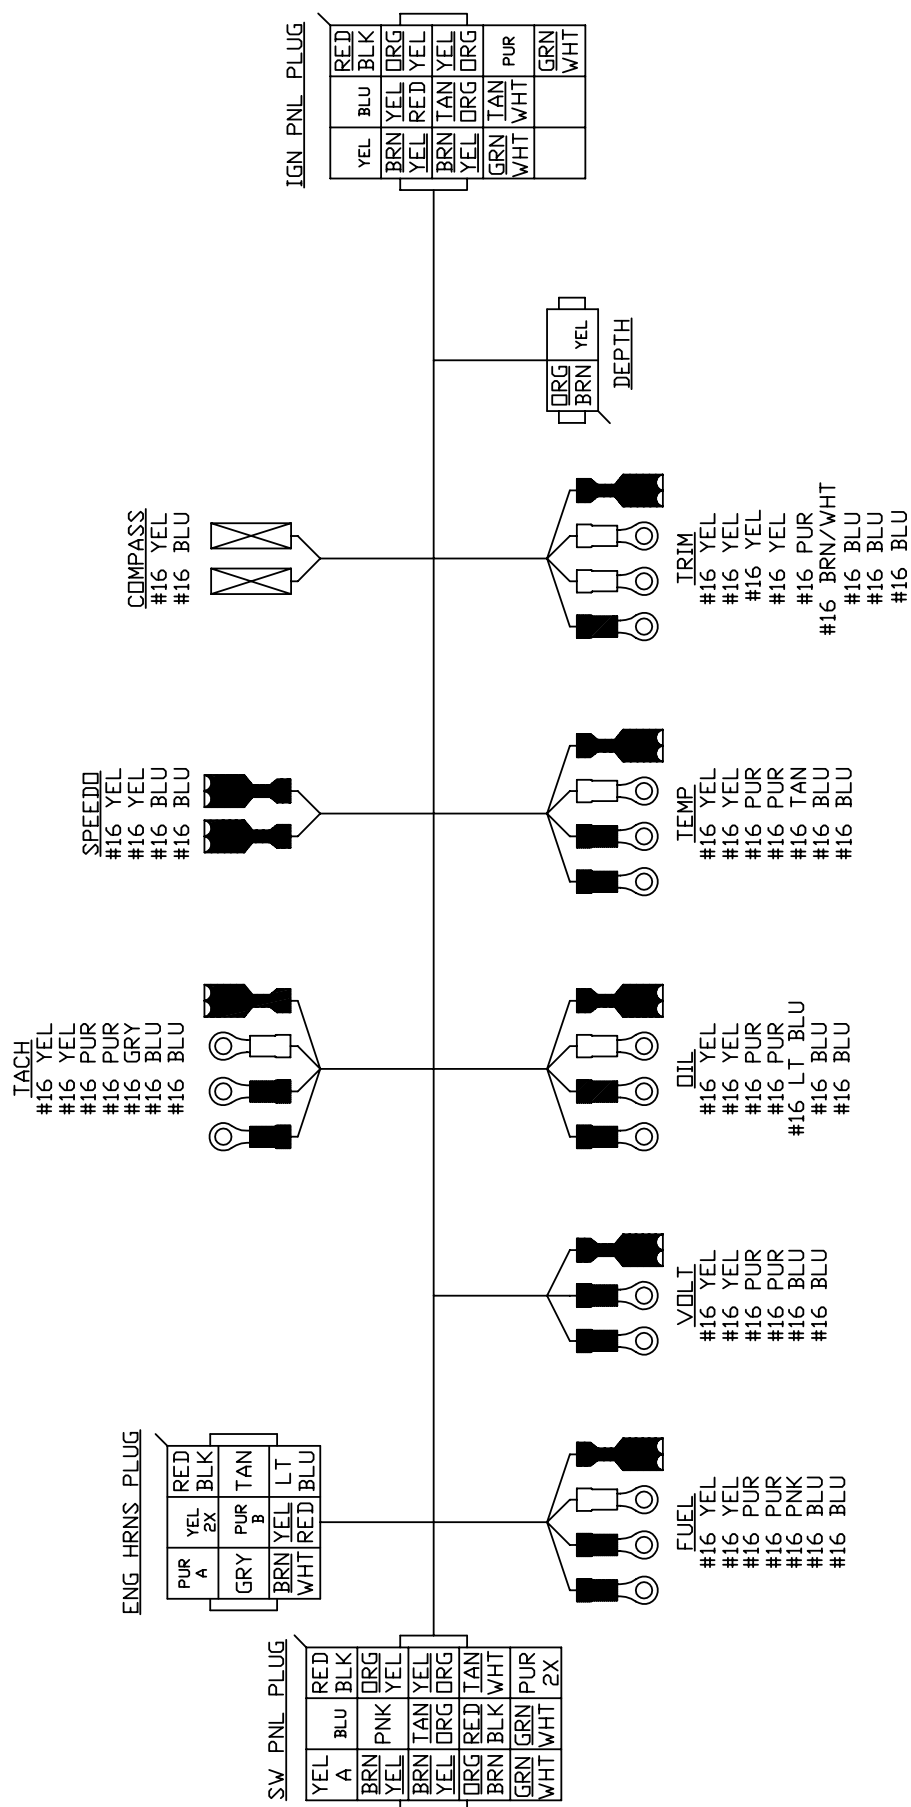 SW PNL PLUG
YEL BLU RED
A BLK
BRN PNK ORG
YEL YEL
BRN TAN YEL
YEL ORG ORG
ORG RED TAN
BRN BLK WHT
GRN GRN PUR
WHT WHT 2X
ENG HRNS PLUG
PUR YEL RED
A 2X BLK
GRY PUR TAN
B
BRN YEL LT
WHT RED BLU
TACH
#16 YEL
#16 YEL
#16 PUR
#16 PUR
#16 GRY
#16 BLU
#16 BLU
SPEEDO
#16 YEL
#16 YEL
#16 BLU
#16 BLU
COMPASS
#16 YEL
#16 BLU
IGN PNL PLUG
YEL BLU RED
BLK
BRN YEL ORG
YEL RED YEL
BRN TAN YEL
YEL ORG ORG
GRN TAN PUR
WHT WHT
GRN
WHT
FUEL
#16 YEL
#16 YEL
#16 PUR
#16 PUR
#16 PNK
#16 BLU
#16 BLU
VOLT
#16 YEL
#16 YEL
#16 PUR
#16 PUR
#16 BLU
#16 BLU
OIL
#16 YEL
#16 YEL
#16 PUR
#16 PUR
#16 LT BLU
#16 BLU
#16 BLU
TEMP
#16 YEL
#16 YEL
#16 PUR
#16 PUR
#16 TAN
#16 BLU
#16 BLU
TRIM
#16 YEL
#16 YEL
#16 YEL
#16 YEL
#16 PUR
#16 BRN/WHT
#16 BLU
#16 BLU
#16 BLU
ORG YEL
BRN
DEPTH